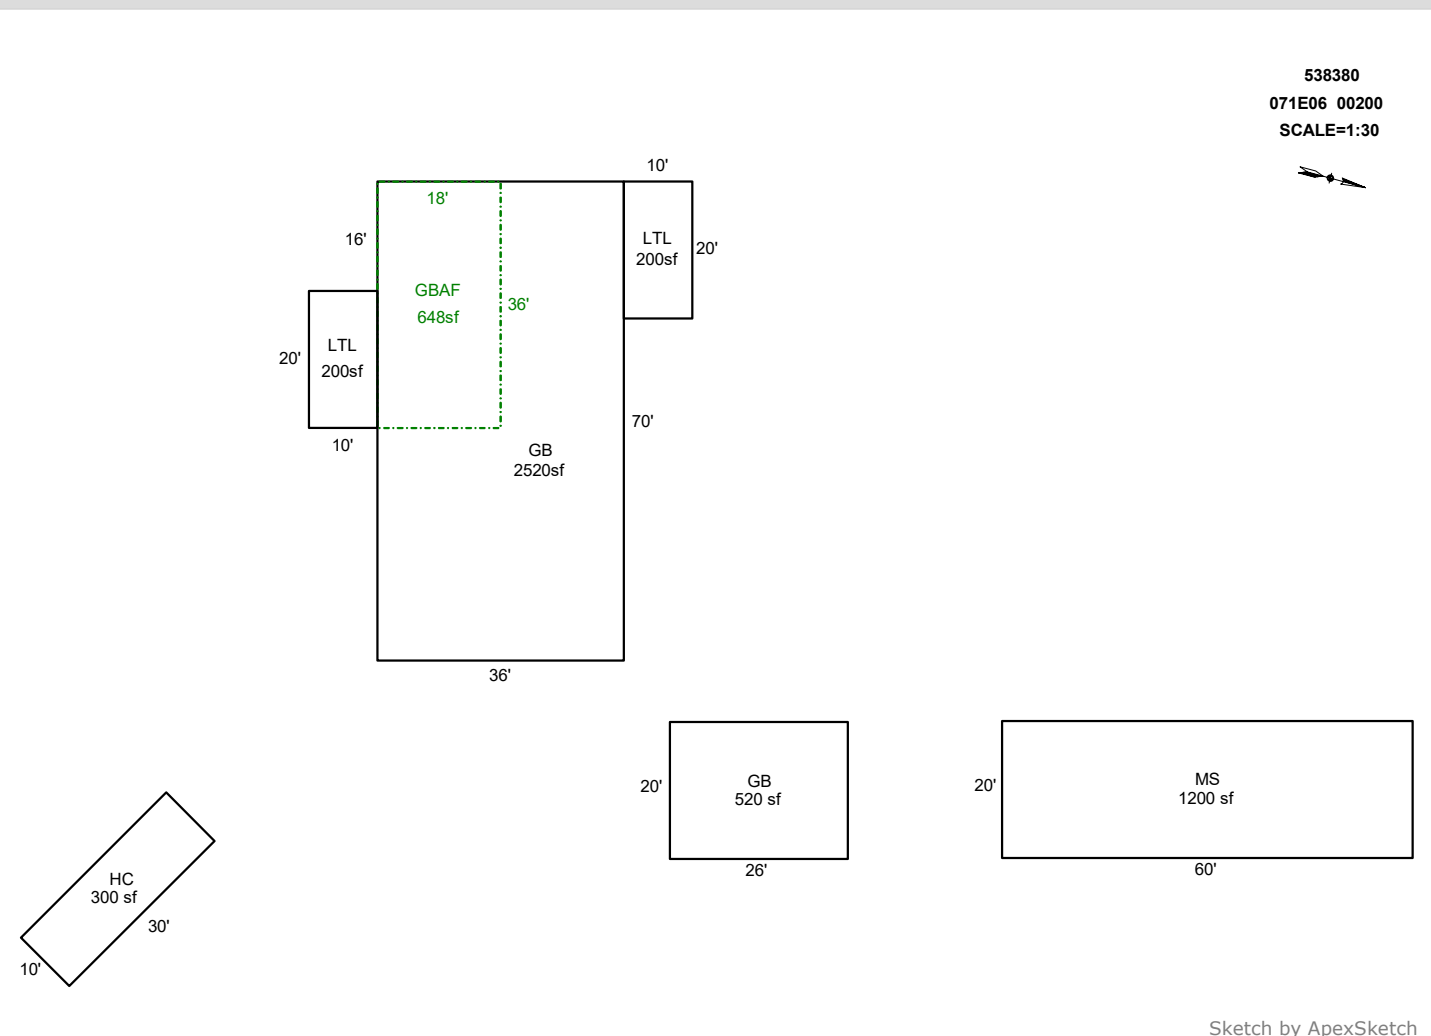 538380
071E06 00200
SCALE=1:30
10'
18'
16'
LTL
200sf
20'
GBAF
648sf
36'
LTL
200sf
20'
10'
70'
GB
2520sf
36'
GB
520 sf
20'
26'
MS
1200 sf
20'
60'
HC
300 sf
30'
10'
Sketch by ApexSketch